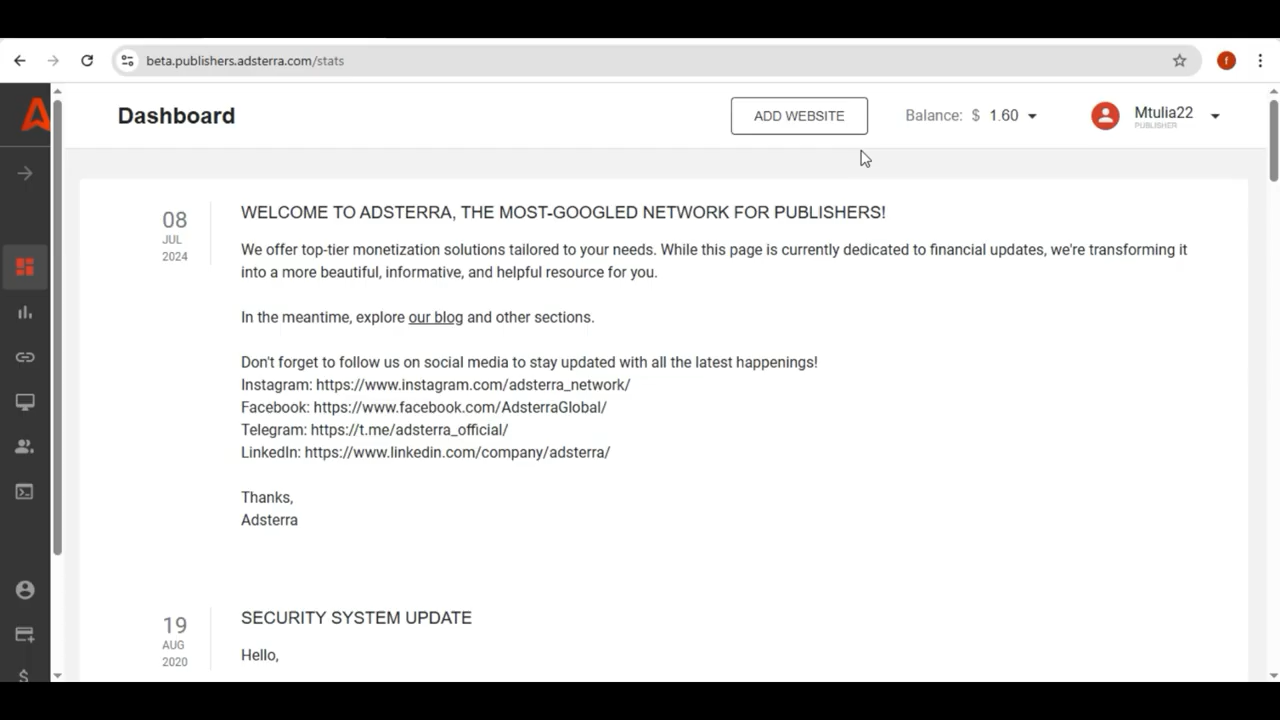 beta.publishers.adsterra.com/stats
f
Dashboard
ADD WEBSITE
Balance: $ 1.60
Mtulia22
PUBLISHER
08
JUL
2024
WELCOME TO ADSTERRA, THE MOST-GOOGLED NETWORK FOR PUBLISHERS!
We offer top-tier monetization solutions tailored to your needs. While this page is currently dedicated to financial updates, we're transforming it
into a more beautiful, informative, and helpful resource for you.
In the meantime, explore our blog and other sections.
Don't forget to follow us on social media to stay updated with all the latest happenings!
Instagram: https://www.instagram.com/adsterra_network/
Facebook: https://www.facebook.com/AdsterraGlobal/
Telegram: https://t.me/adsterra_official/
LinkedIn: https://www.linkedin.com/company/adsterra/
Thanks,
Adsterra
19
AUG
2020
SECURITY SYSTEM UPDATE
Hello,